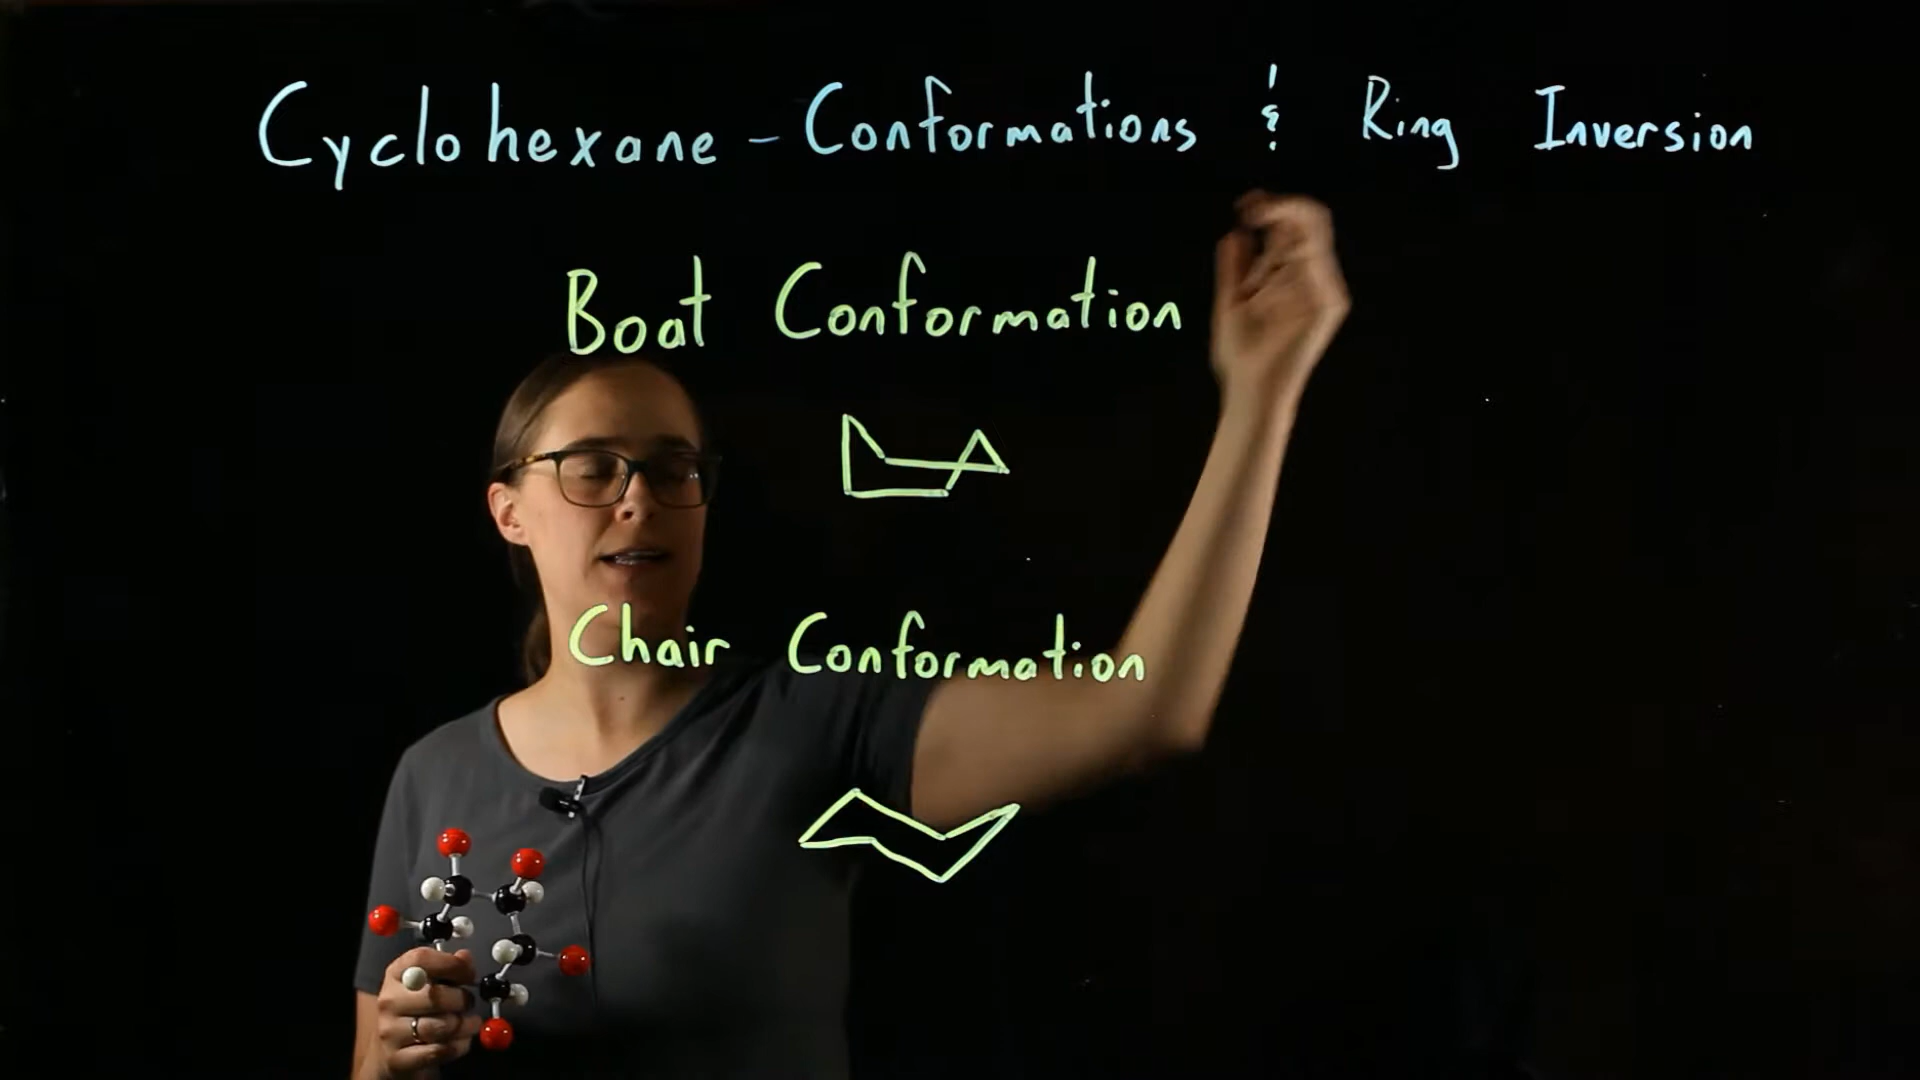 Cyclohexane - Conformations & Ring Inversion
Boat Conformation
Chair Conformation